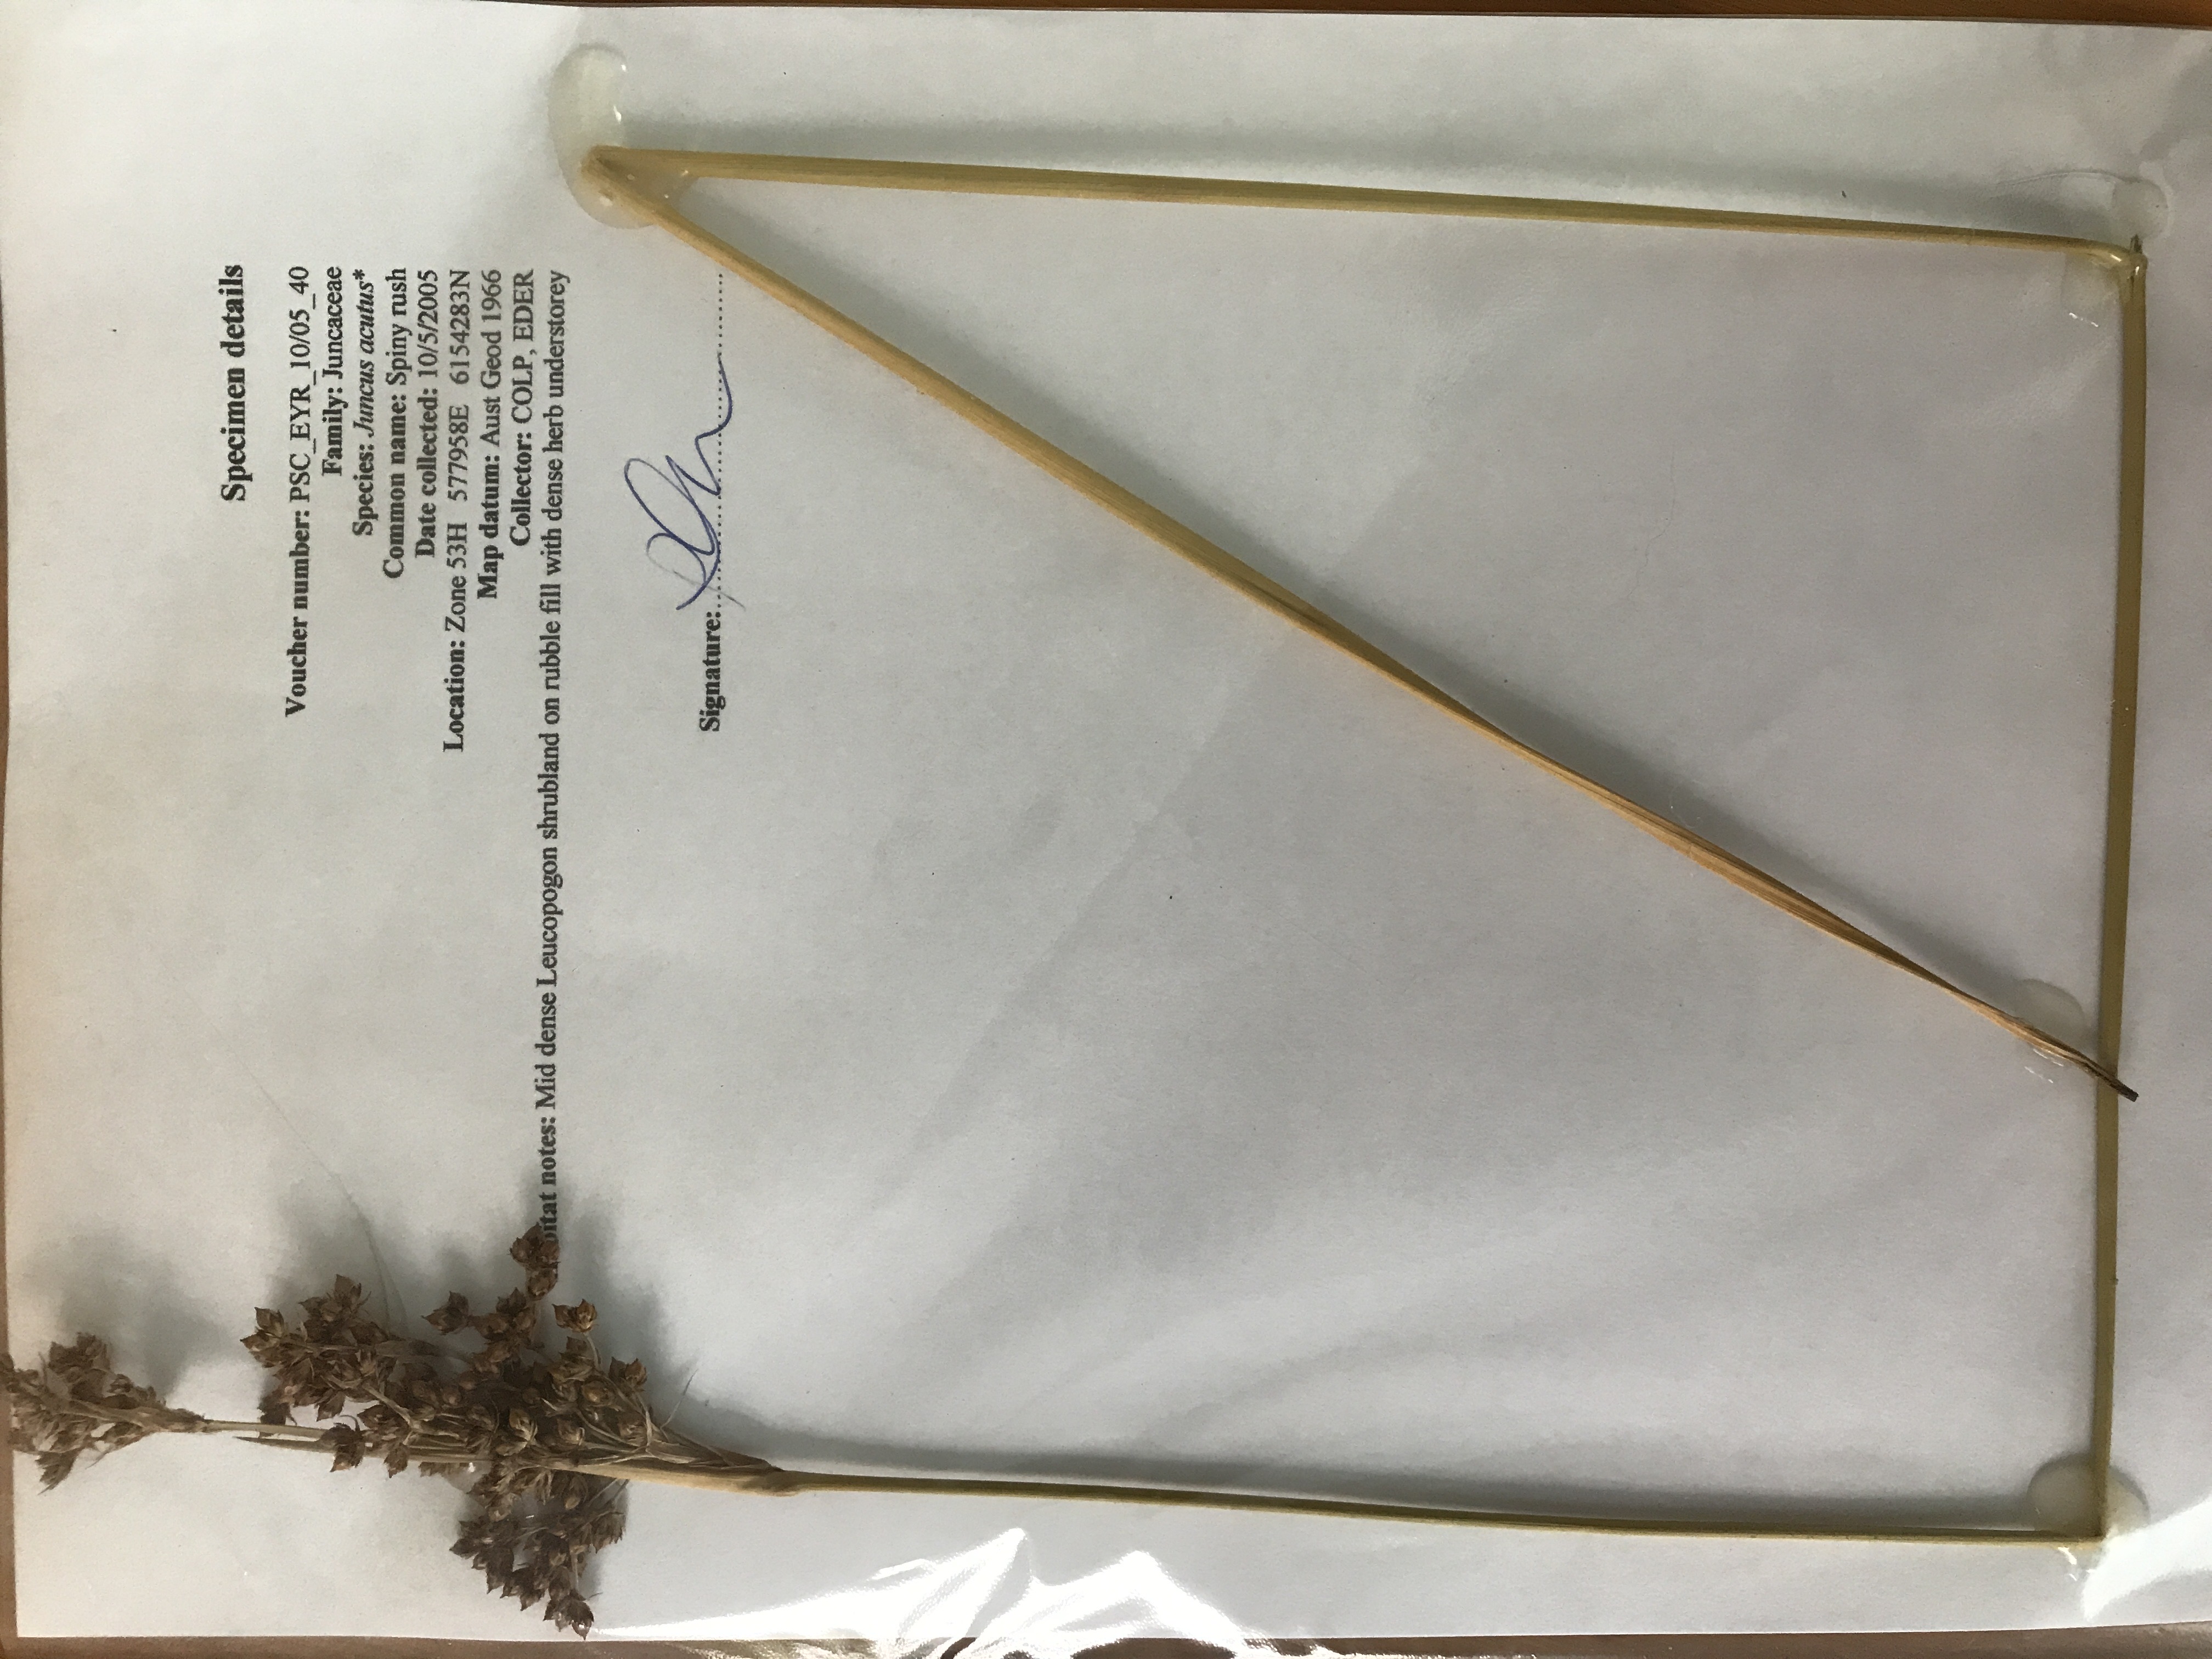 Specimen details
Voucher number: PSC_EYR_10/05_40
Family: Juncaceae
Species: Juncus acutus*
Common name: Spiny rush
Date collected: 10/5/2005
Location: Zone 53H 577958E 6154283N
Map datum: Aust Geod 1966
Collector: COLP, EDER
notes: Mid dense Leucopogon shrubland on rubble fill with dense herb understorey
Signature: